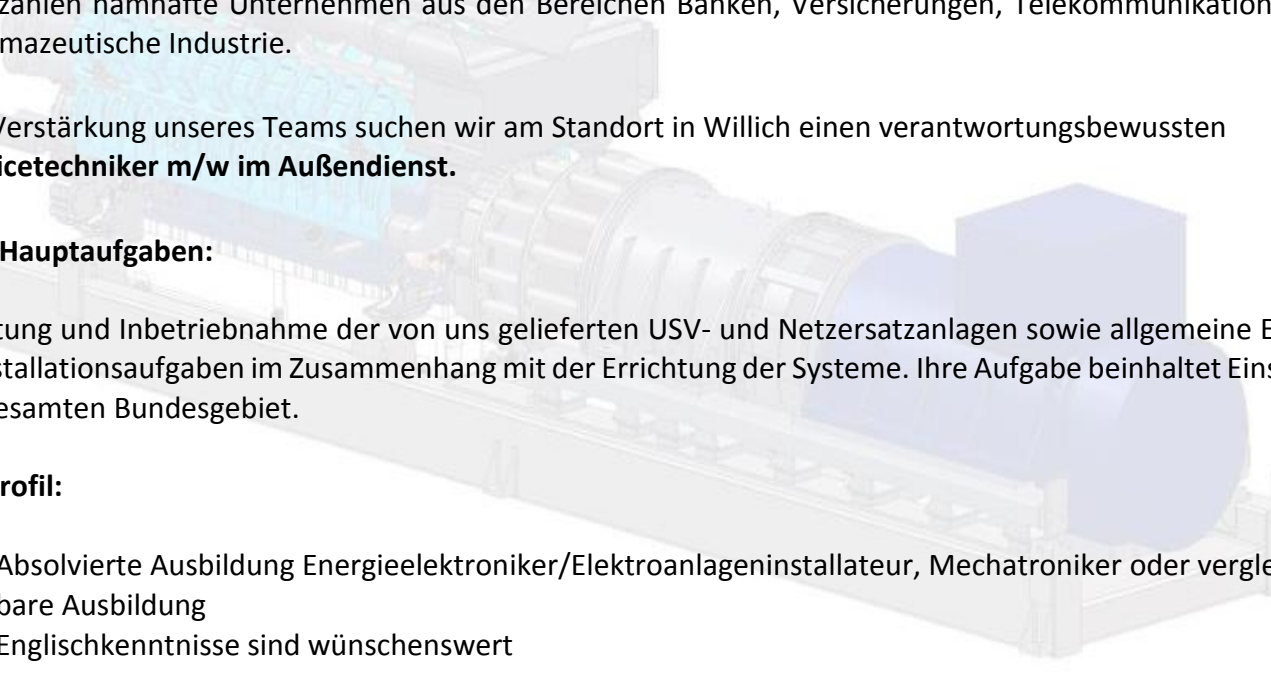 zählen namhafte Unternehmen aus den Bereichen Banken, Versicherungen, Telekommunikation
mazeutische Industrie.
Verstärkung unseres Teams suchen wir am Standort in Willich einen verantwortungsbewussten
icetechniker m/w im Außendienst.
Hauptaufgaben:
tung und Inbetriebnahme der von uns gelieferten USV- und Netzersatzanlagen sowie allgemeine E
stallationsaufgaben im Zusammenhang mit der Errichtung der Systeme. Ihre Aufgabe beinhaltet Eins
esamten Bundesgebiet.
rofil:
Absolvierte Ausbildung Energieelektroniker/Elektroanlageninstallateur, Mechatroniker oder vergle
bare Ausbildung
Englischkenntnisse sind wünschenswert